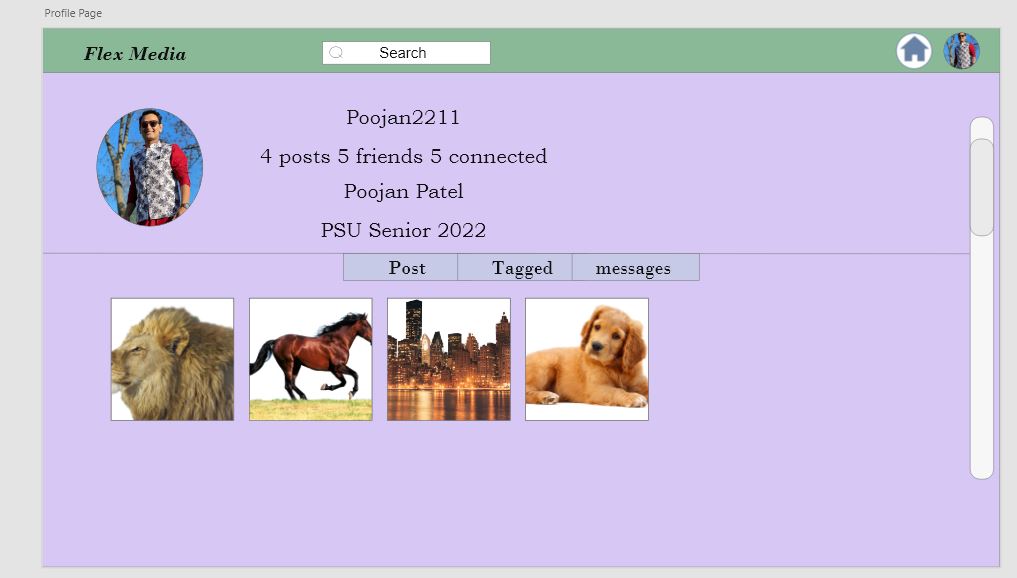 Profile Page
Flex Media
Search
Poojan2211
4 posts 5 friends 5 connected
Poojan Patel
PSU Senior 2022
Post Tagged messages